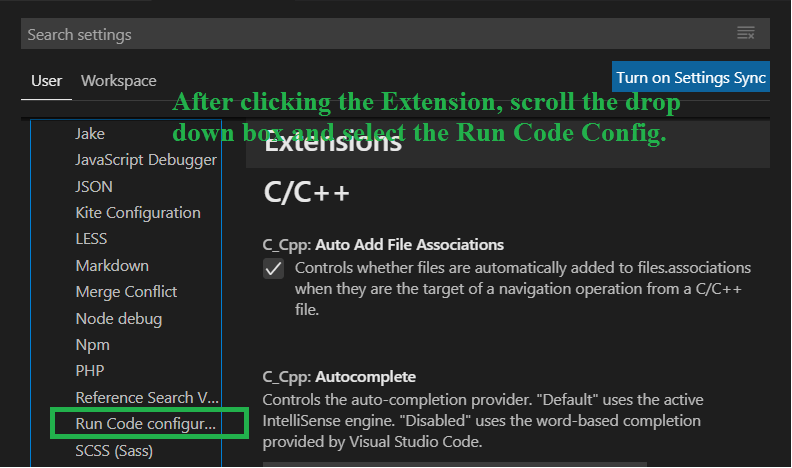 Search settings
User Workspace
Turn on Settings Sync
After clicking the Extension, scroll the drop
down box and select the Run Code Config.
Jake
JavaScript Debugger
JSON
Kite Configuration
LESS
Markdown
Merge Conflict
Node debug
Npm
PHP
Reference Search V...
Run Code configur...
SCSS (Sass)
Extensions
C/C++
C_Cpp: Auto Add File Associations
Controls whether files are automatically added to files.associations
when they are the target of a navigation operation from a C/C++
file.
C_Cpp: Autocomplete
Controls the auto-completion provider. "Default" uses the active
IntelliSense engine. "Disabled" uses the word-based completion
provided by Visual Studio Code.